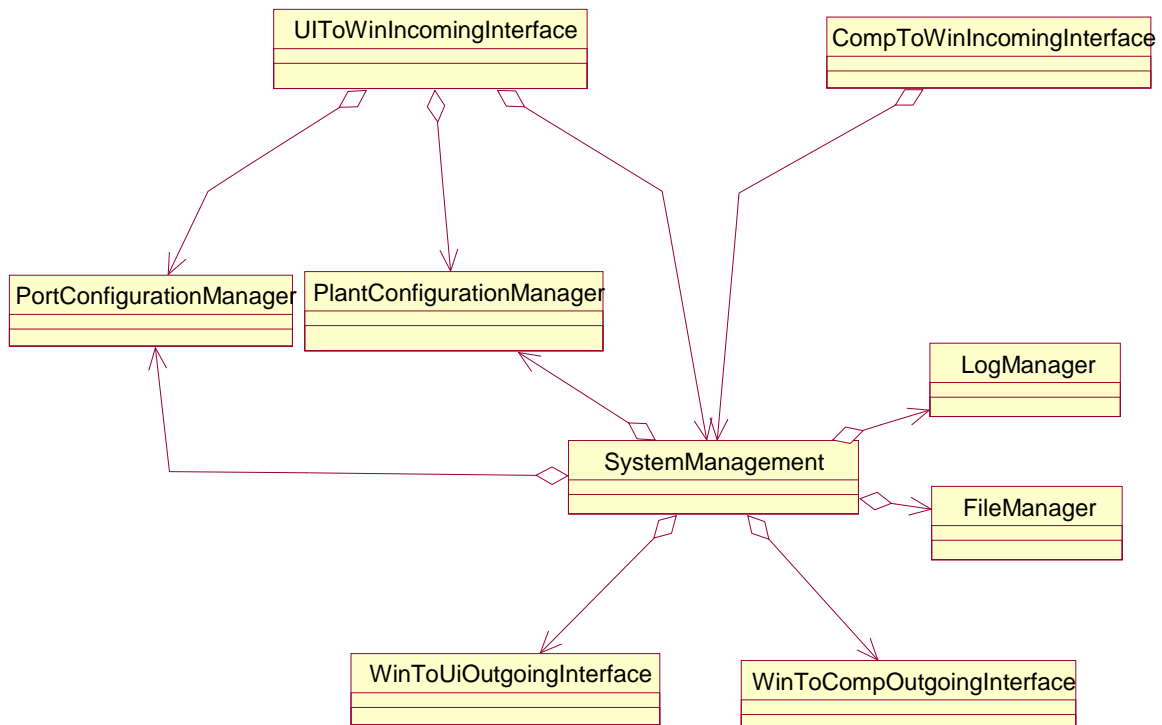 UIToWinIncomingInterface
CompToWinIncomingInterface
PortConfigurationManager
PlantConfigurationManager
LogManager
SystemManagement
FileManager
WinToUiOutgoingInterface
WinToCompOutgoingInterface